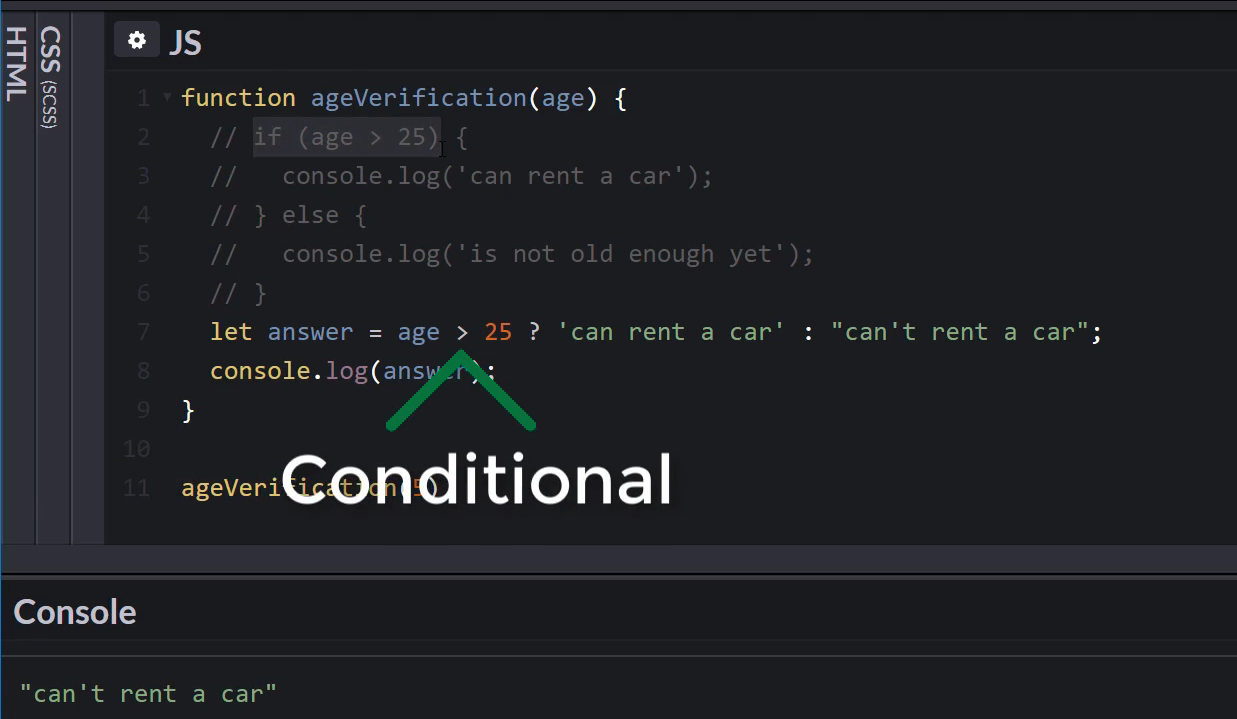 HTML
CSS (SCSS)
JS
1 function ageVerification(age) {
2 // if (age > 25) {
3 // console.log('can rent a car');
4 // } else {
5 // console.log('is not old enough yet');
6 // }
7 let answer = age > 25 ? 'can rent a car' : "can't rent a car";
8 console.log(answer);
9 }
10
11 ageVerification(5)
Conditional
Console
"can't rent a car"